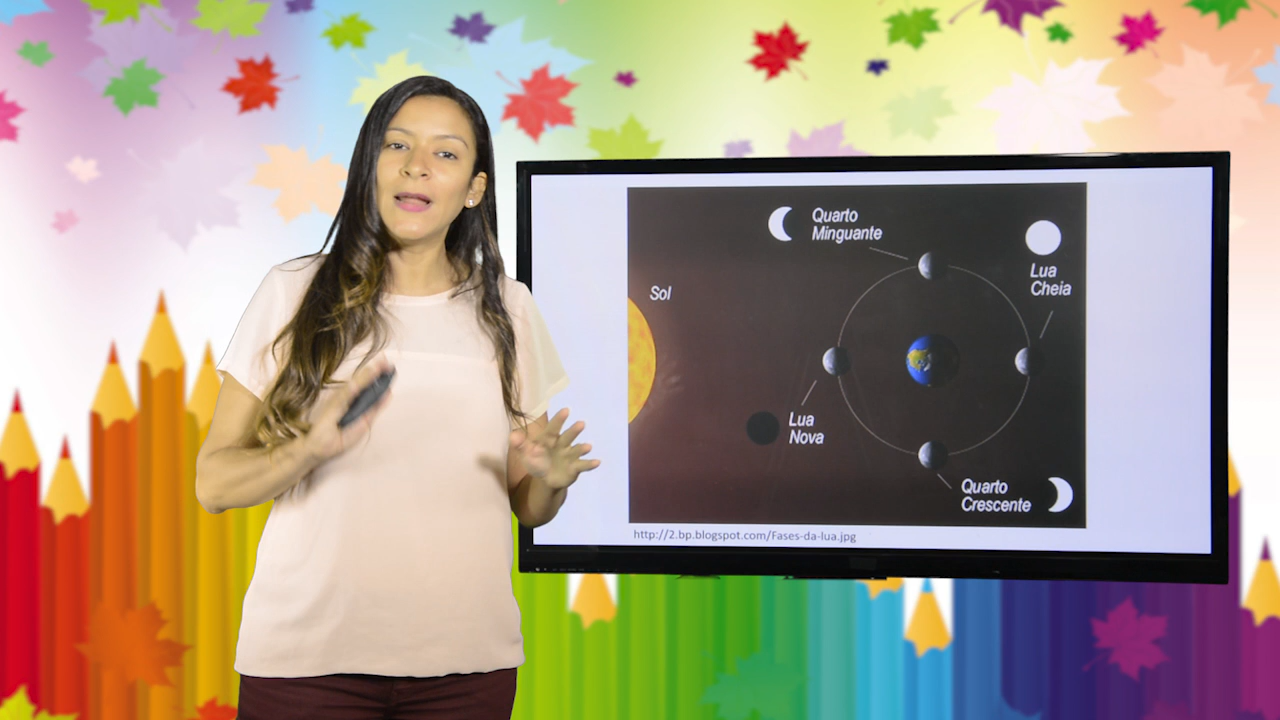 Quarto
Minguante
Lua
Cheia
Sol
Lua
Nova
Quarto
Crescente
http://2.bp.blogspot.com/Fases-da-lua.jpg